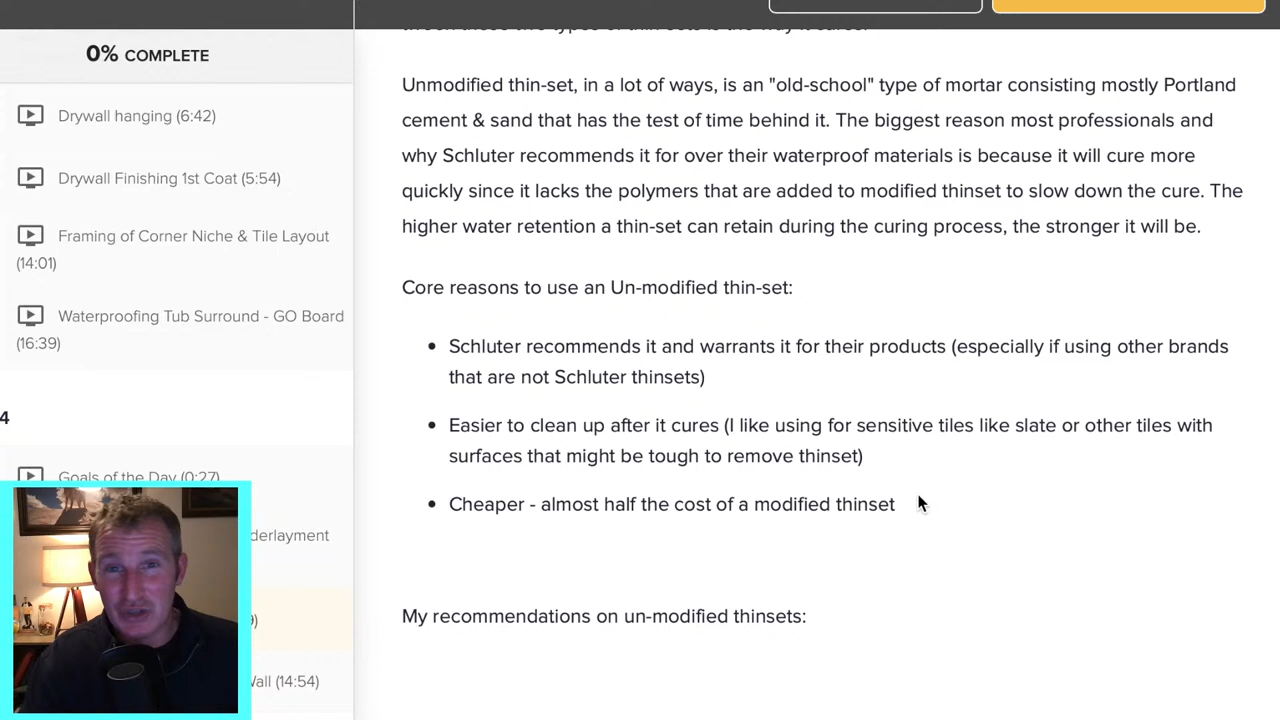 0% COMPLETE
Drywall hanging (6:42)
Drywall Finishing 1st Coat (5:54)
Framing of Corner Niche & Tile Layout
(14:01)
Waterproofing Tub Surround - GO Board
(16:39)
4
Goals of the Day (0:27)
(14:54)
Unmodified thin-set, in a lot of ways, is an "old-school" type of mortar consisting mostly Portland
cement & sand that has the test of time behind it. The biggest reason most professionals and
why Schluter recommends it for over their waterproof materials is because it will cure more
quickly since it lacks the polymers that are added to modified thinset to slow down the cure. The
higher water retention a thin-set can retain during the curing process, the stronger it will be.
Core reasons to use an Un-modified thin-set:
Schluter recommends it and warrants it for their products (especially if using other brands
that are not Schluter thinsets)
Easier to clean up after it cures (I like using for sensitive tiles like slate or other tiles with
surfaces that might be tough to remove thinset)
Cheaper - almost half the cost of a modified thinset
My recommendations on un-modified thinsets: